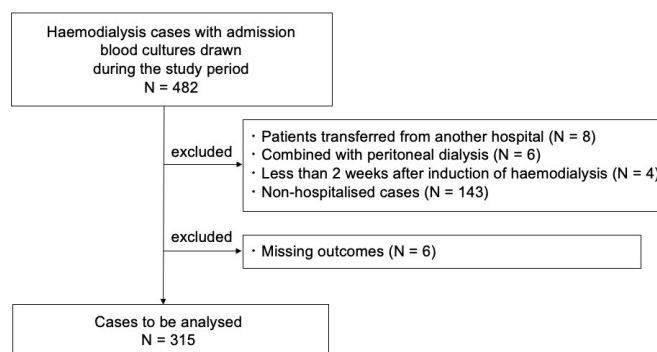 Haemodialysis cases with admission
blood cultures drawn
during the study period
N = 482
excluded
・Patients transferred from another hospital (N = 8)
・Combined with peritoneal dialysis (N = 6)
・Less than 2 weeks after induction of haemodialysis (N = 4)
・Non-hospitalised cases (N = 143)
excluded
・Missing outcomes (N = 6)
Cases to be analysed
N = 315